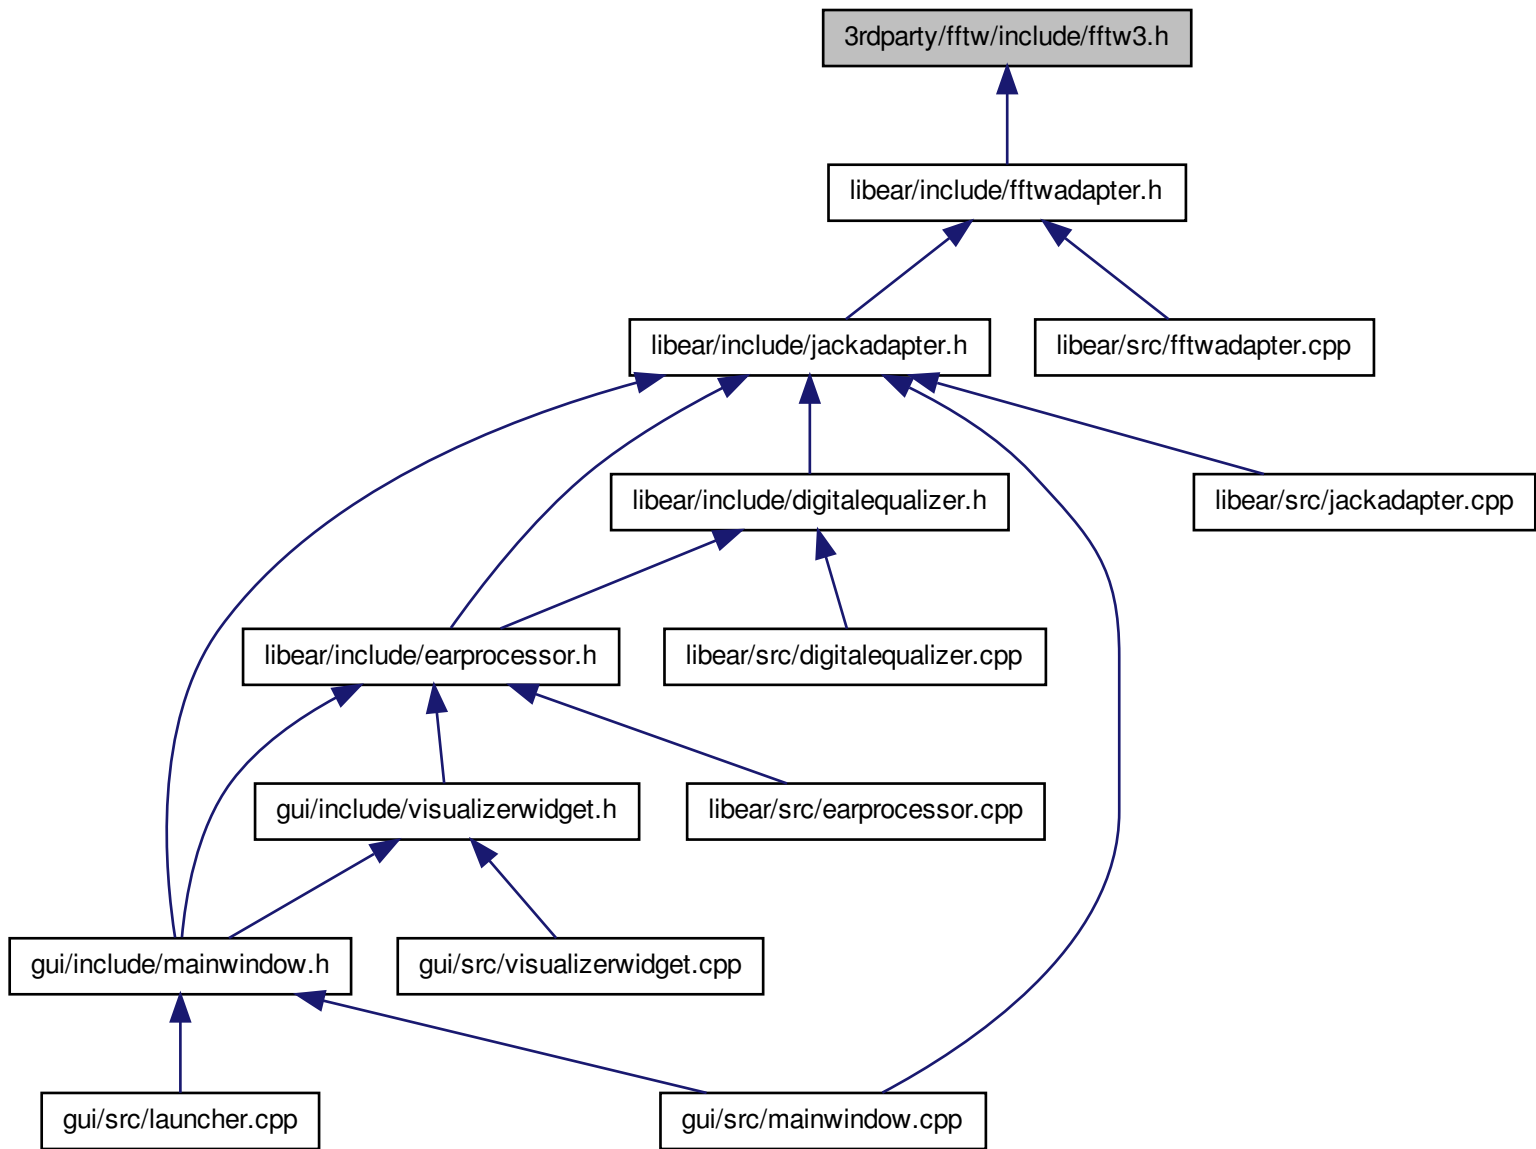 3rdparty/fftw/include/fftw3.h
libear/include/fftwadapter.h
libear/include/jackadapter.h
libear/src/fftwadapter.cpp
libear/include/digitalequalizer.h
libear/src/jackadapter.cpp
libear/include/earprocessor.h
libear/src/digitalequalizer.cpp
gui/include/visualizerwidget.h
libear/src/earprocessor.cpp
gui/include/mainwindow.h
gui/src/visualizerwidget.cpp
gui/src/launcher.cpp
gui/src/mainwindow.cpp